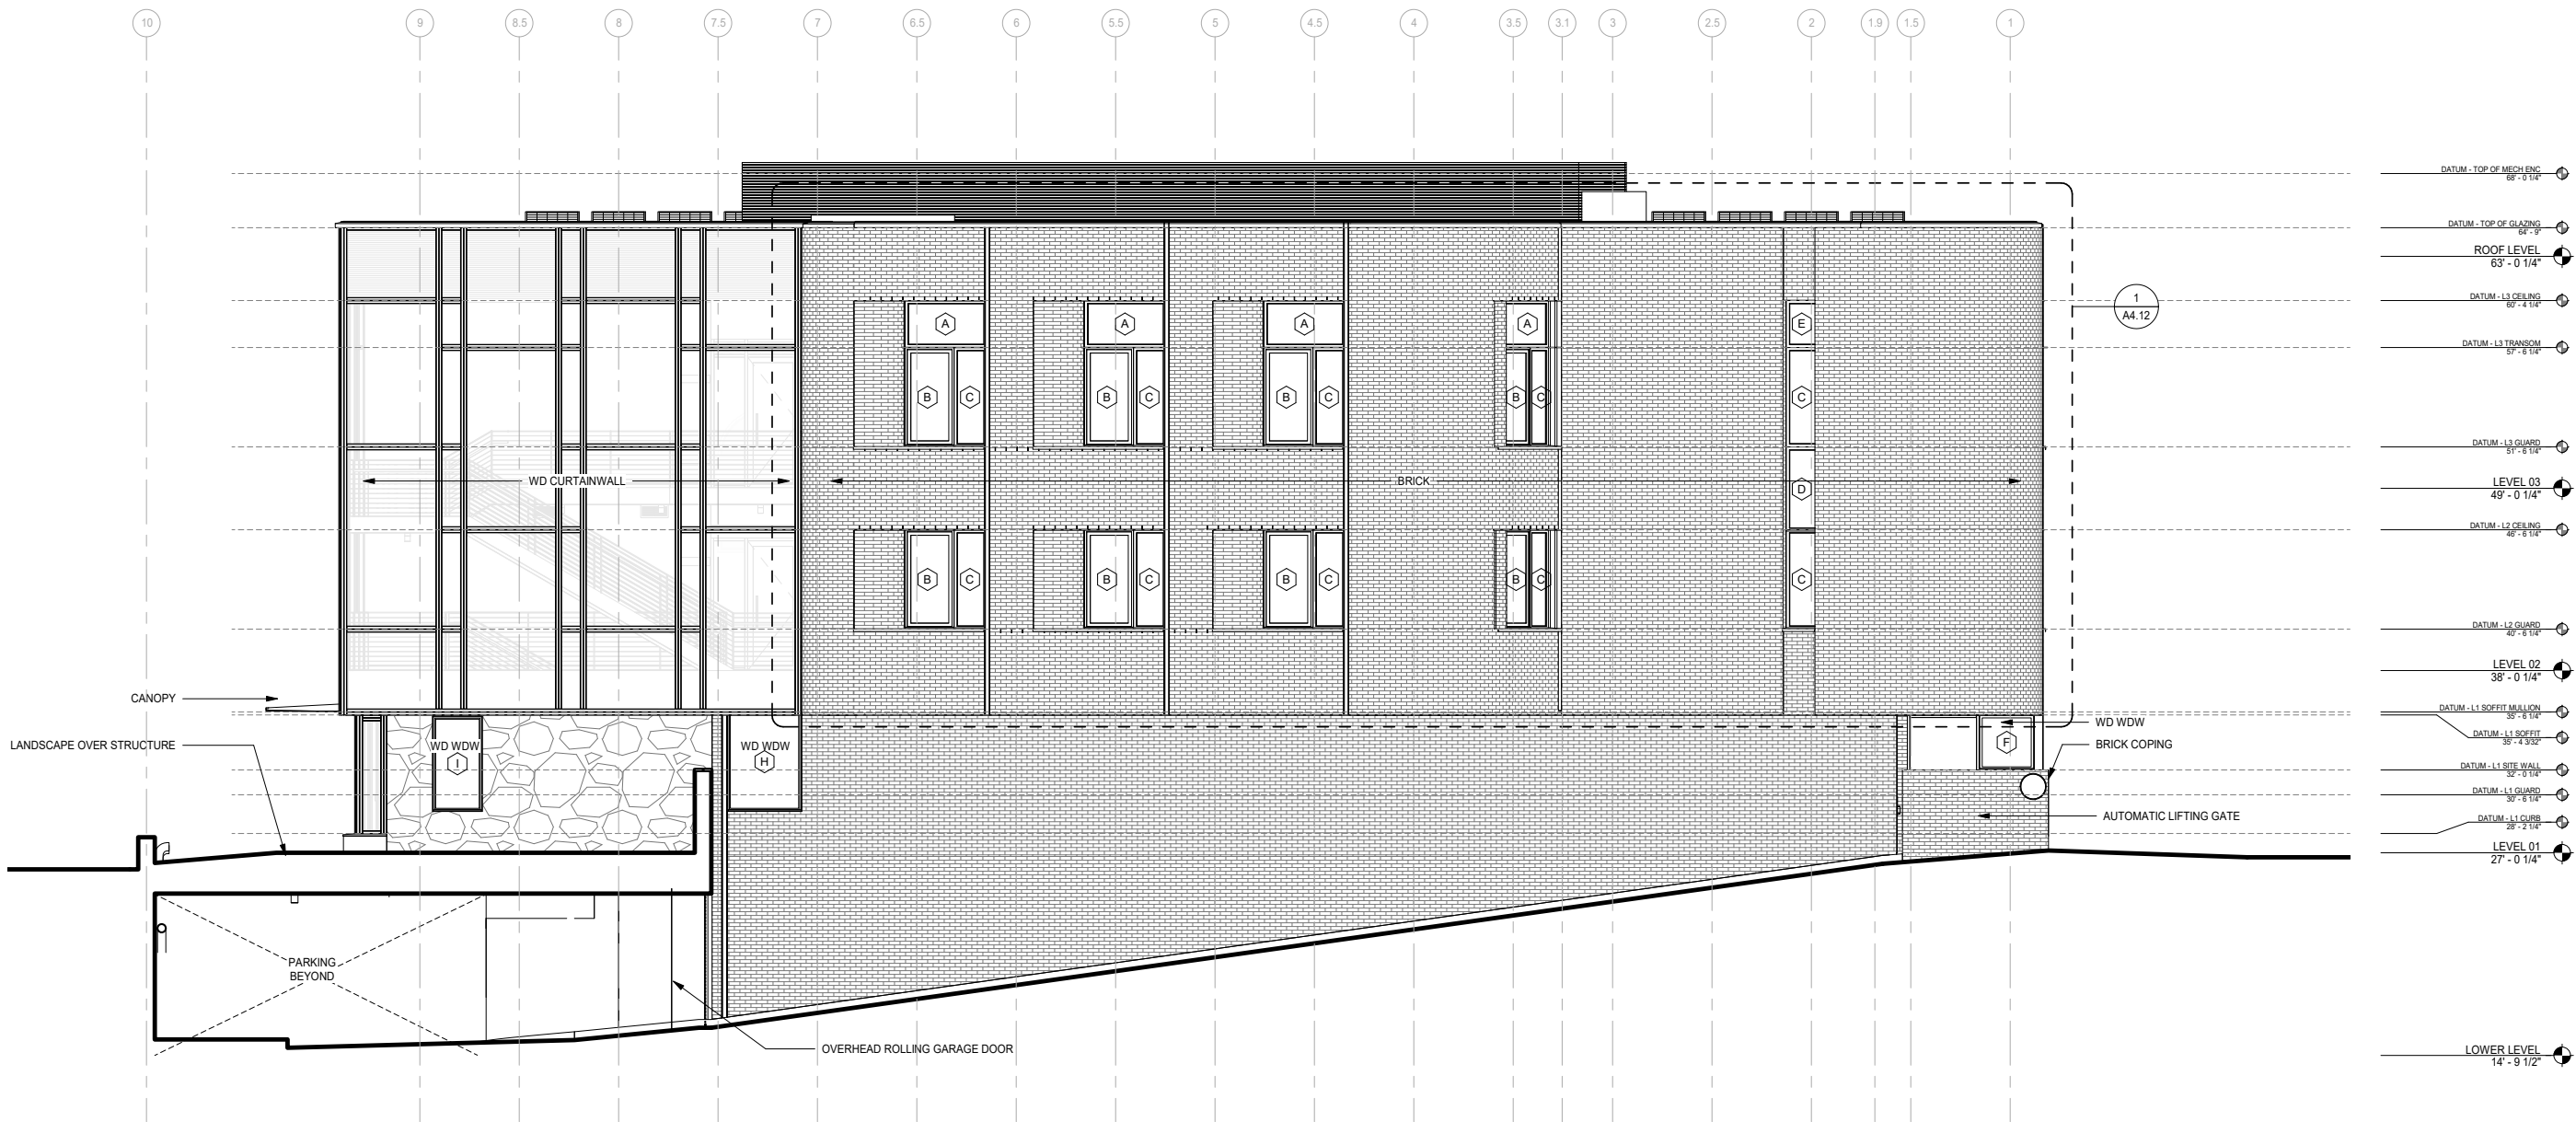 10
9
8.5
8
7.5
7
6.5
6
5.5
5
4.5
4
3.5
3.1
3
2.5
2
1.9
1.5
1
DATUM - TOP OF MECH ENC
68' - 0 1/4"
DATUM - TOP OF GLAZING
64' - 9"
ROOF LEVEL
63' - 0 1/4"
DATUM - L3 CEILING
60' - 4 1/4"
1
A4.12
A
A
A
A
E
DATUM - L3 TRANSOM
57' - 6 1/4"
B
C
B
C
B
C
B
C
C
DATUM - L3 GUARD
51' - 6 1/4"
WD CURTAINWALL
BRICK
D
LEVEL 03
49' - 0 1/4"
DATUM - L2 CEILING
46' - 6 1/4"
B
C
B
C
B
C
B
C
C
DATUM - L2 GUARD
40' - 6 1/4"
LEVEL 02
38' - 0 1/4"
CANOPY
DATUM - L1 SOFFIT MULLION
35' - 6 1/4"
WD WDW
DATUM - L1 SOFFIT
35' - 4 3/32"
LANDSCAPE OVER STRUCTURE
WD WDW
I
WD WDW
H
F
BRICK COPING
DATUM - L1 SITE WALL
32' - 0 1/4"
DATUM - L1 GUARD
30' - 6 1/4"
AUTOMATIC LIFTING GATE
DATUM - L1 CURB
28' - 2 1/4"
LEVEL 01
27' - 0 1/4"
PARKING
BEYOND
OVERHEAD ROLLING GARAGE DOOR
LOWER LEVEL
14' - 9 1/2"